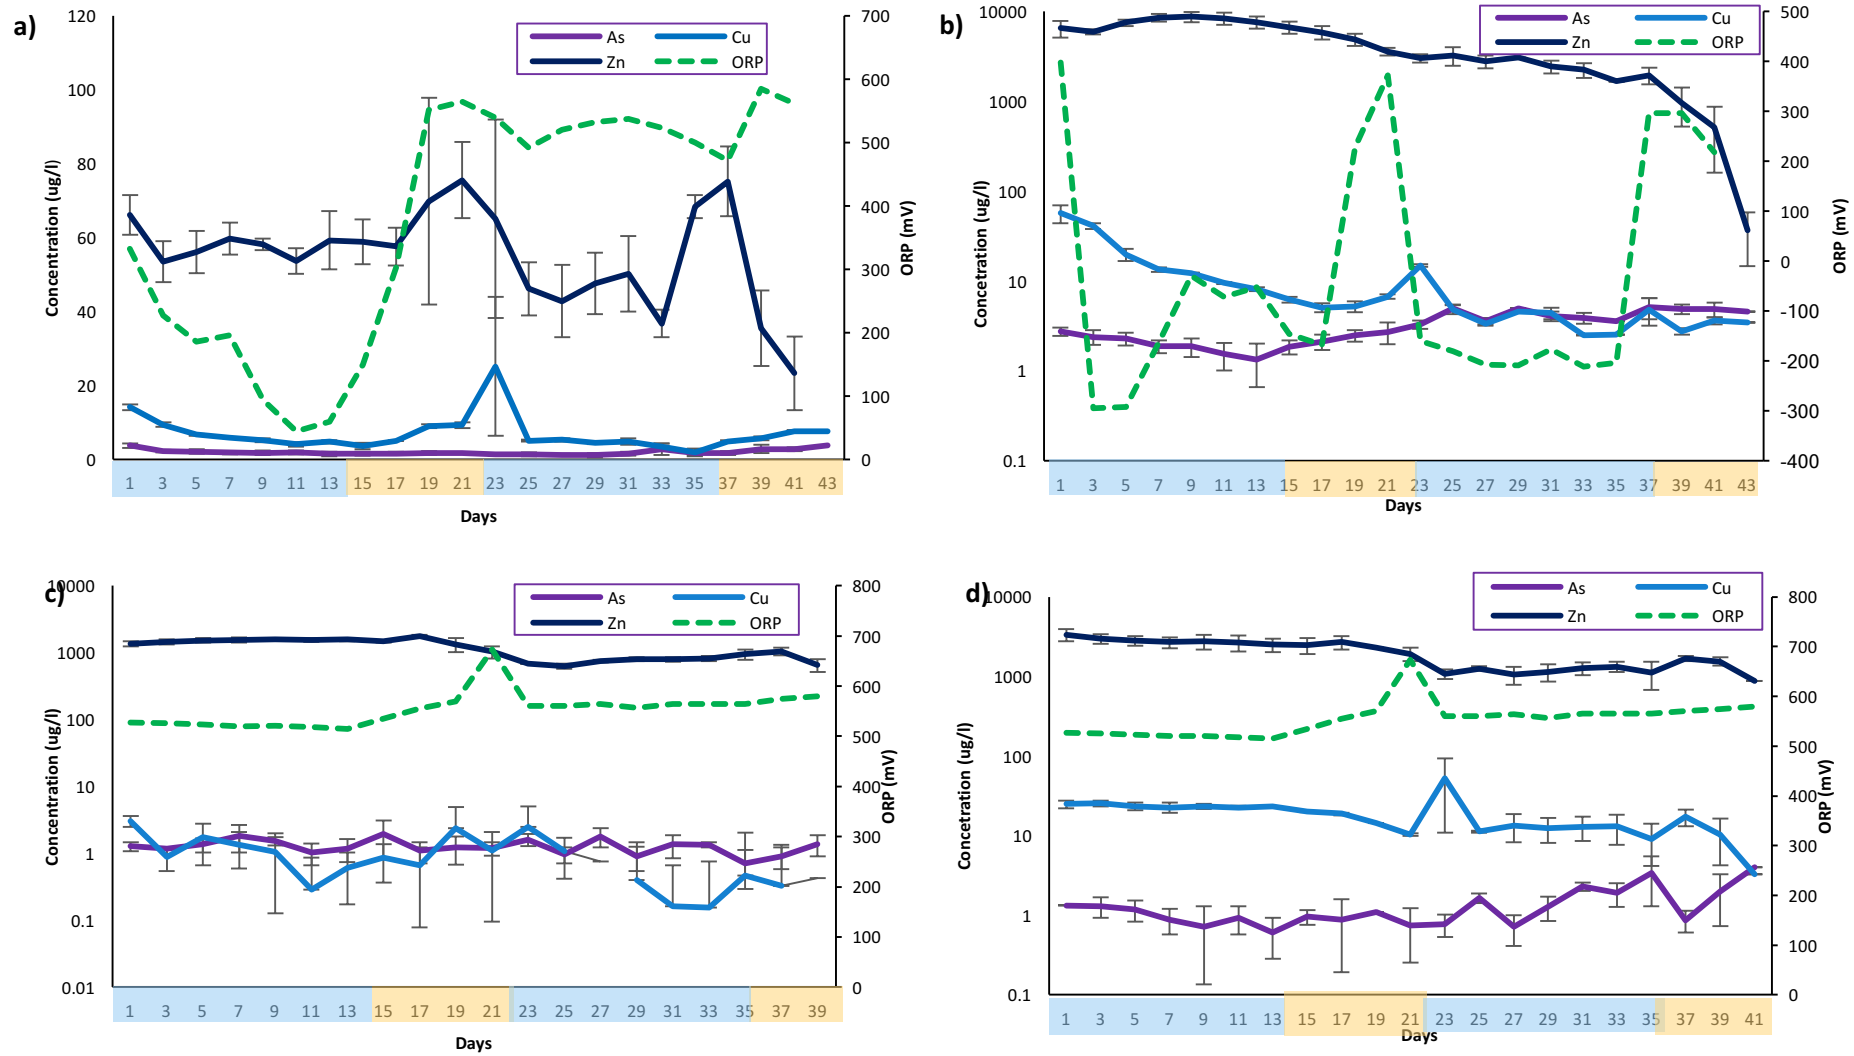 a)
As Cu
Zn ORP
Concentration (ug/l)
120
100
80
60
40
20
0
700
600
500
400
300
200
100
0
ORP (mV)
1 3 5 7 9 11 13 15 17 19 21 23 25 27 29 31 33 35 37 39 41 43
Days
b)
As Cu
Zn ORP
Concetration (ug/l)
10000
1000
100
10
1
0.1
500
400
300
200
100
0
-100
-200
-300
-400
ORP (mV)
1 3 5 7 9 11 13 15 17 19 21 23 25 27 29 31 33 35 37 39 41 43
Days
c)
As Cu
Zn ORP
Concentration (ug/l)
10000
1000
100
10
1
0.1
0.01
800
700
600
500
400
300
200
100
0
ORP (mV)
1 3 5 7 9 11 13 15 17 19 21 23 25 27 29 31 33 35 37 39
Days
d)
As Cu
Zn ORP
Concetration (ug/l)
10000
1000
100
10
1
0.1
800
700
600
500
400
300
200
100
0
ORP (mV)
1 3 5 7 9 11 13 15 17 19 21 23 25 27 29 31 33 35 37 39 41
Days